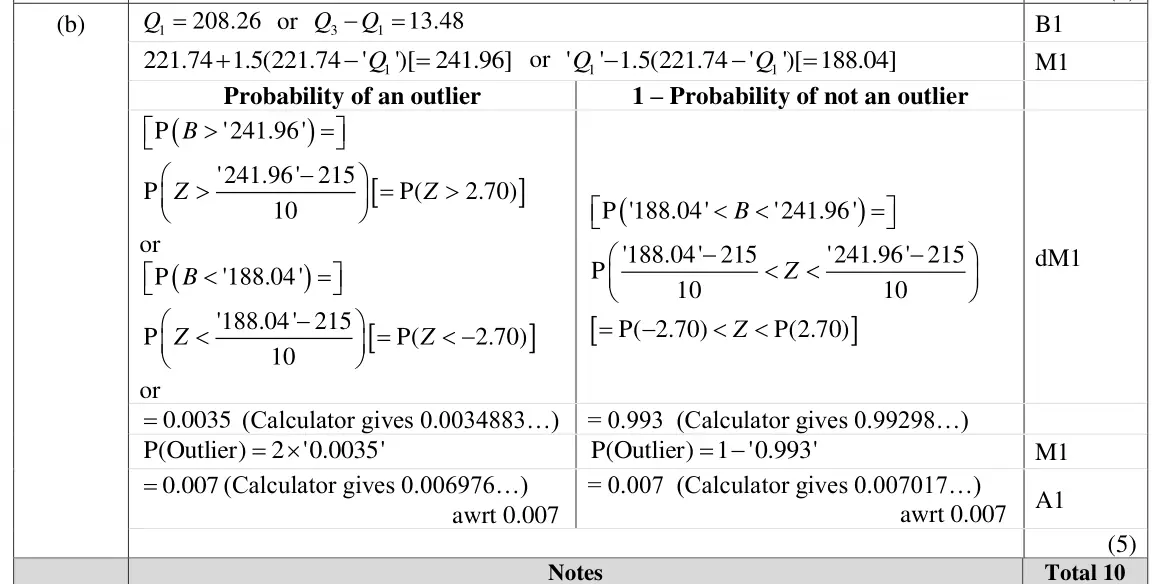 (b)
Q₁ = 208.26 or Q₃ − Q₁ = 13.48
B1
221.74 + 1.5(221.74 − 'Q₁')[= 241.96] or 'Q₁' − 1.5(221.74 − 'Q₁')[= 188.04]
M1
Probability of an outlier
1 – Probability of not an outlier
[P(B > '241.96') =]
P(Z > ('241.96' − 215)/10)[= P(Z > 2.70)]
or
[P(B < '188.04') =]
P(Z < ('188.04' − 215)/10)[= P(Z < −2.70)]
or
[P('188.04' < B < '241.96') =]
P(('188.04' − 215)/10 < Z < ('241.96' − 215)/10)
[= P(−2.70) < Z < P(2.70)]
dM1
= 0.0035 (Calculator gives 0.0034883…)
= 0.993 (Calculator gives 0.99298…)
P(Outlier) = 2 × '0.0035'
P(Outlier) = 1 − '0.993'
M1
= 0.007 (Calculator gives 0.006976…)
awrt 0.007
= 0.007 (Calculator gives 0.007017…)
awrt 0.007
A1
(5)
Notes
Total 10